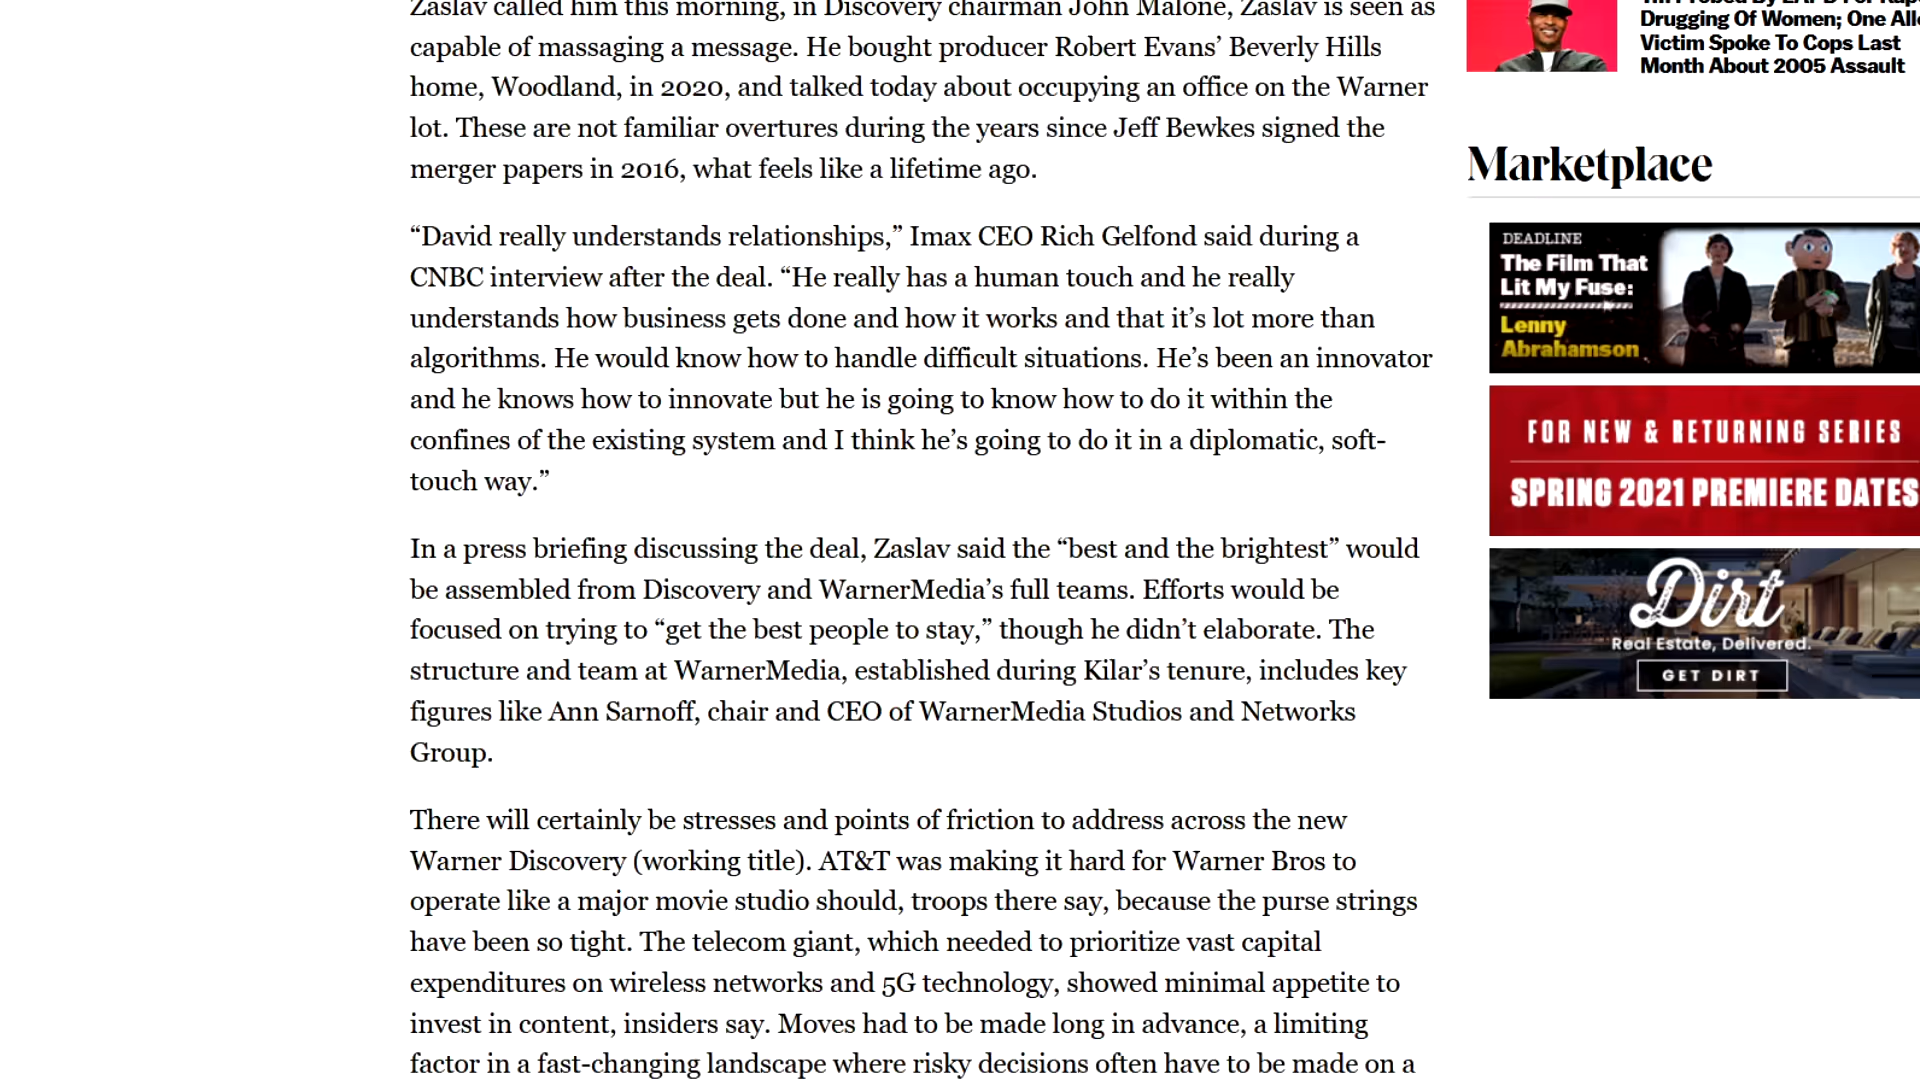 Zaslav called him this morning, in Discovery chairman John Malone, Zaslav is seen as
capable of massaging a message. He bought producer Robert Evans’ Beverly Hills
home, Woodland, in 2020, and talked today about occupying an office on the Warner
lot. These are not familiar overtures during the years since Jeff Bewkes signed the
merger papers in 2016, what feels like a lifetime ago.
“David really understands relationships,” Imax CEO Rich Gelfond said during a
CNBC interview after the deal. “He really has a human touch and he really
understands how business gets done and how it works and that it’s lot more than
algorithms. He would know how to handle difficult situations. He’s been an innovator
and he knows how to innovate but he is going to know how to do it within the
confines of the existing system and I think he’s going to do it in a diplomatic, soft-
touch way.”
In a press briefing discussing the deal, Zaslav said the “best and the brightest” would
be assembled from Discovery and WarnerMedia’s full teams. Efforts would be
focused on trying to “get the best people to stay,” though he didn’t elaborate. The
structure and team at WarnerMedia, established during Kilar’s tenure, includes key
figures like Ann Sarnoff, chair and CEO of WarnerMedia Studios and Networks
Group.
There will certainly be stresses and points of friction to address across the new
Warner Discovery (working title). AT&T was making it hard for Warner Bros to
operate like a major movie studio should, troops there say, because the purse strings
have been so tight. The telecom giant, which needed to prioritize vast capital
expenditures on wireless networks and 5G technology, showed minimal appetite to
invest in content, insiders say. Moves had to be made long in advance, a limiting
factor in a fast-changing landscape where risky decisions often have to be made on a
Drugging Of Women; One
Victim Spoke To Cops Last
Month About 2005 Assault
Marketplace
DEADLINE
The Film That
Lit My Fuse:
Lenny
Abrahamson
FOR NEW & RETURNING SERIES
SPRING 2021 PREMIERE DATES
Dirt
Real Estate, Delivered.
GET DIRT